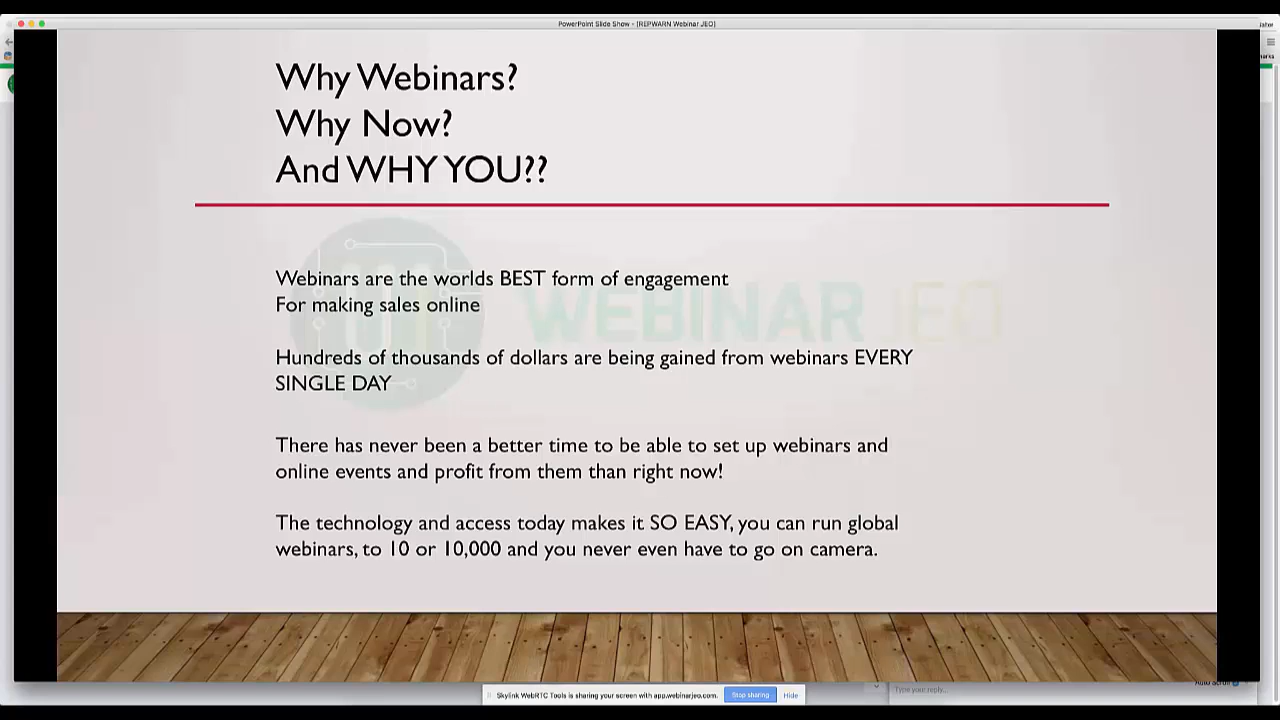 PowerPoint Slide Show - [REPWARN Webinar JEO]
Why Webinars?
Why Now?
And WHY YOU??
WEBINAR JEO
Webinars are the worlds BEST form of engagement
For making sales online
Hundreds of thousands of dollars are being gained from webinars EVERY
SINGLE DAY
There has never been a better time to be able to set up webinars and
online events and profit from them than right now!
The technology and access today makes it SO EASY, you can run global
webinars, to 10 or 10,000 and you never even have to go on camera.
Skylink WebRTC Tools is sharing your screen with app.webinarjeo.com. Stop sharing Hide
Auto Scroll
Type your reply...